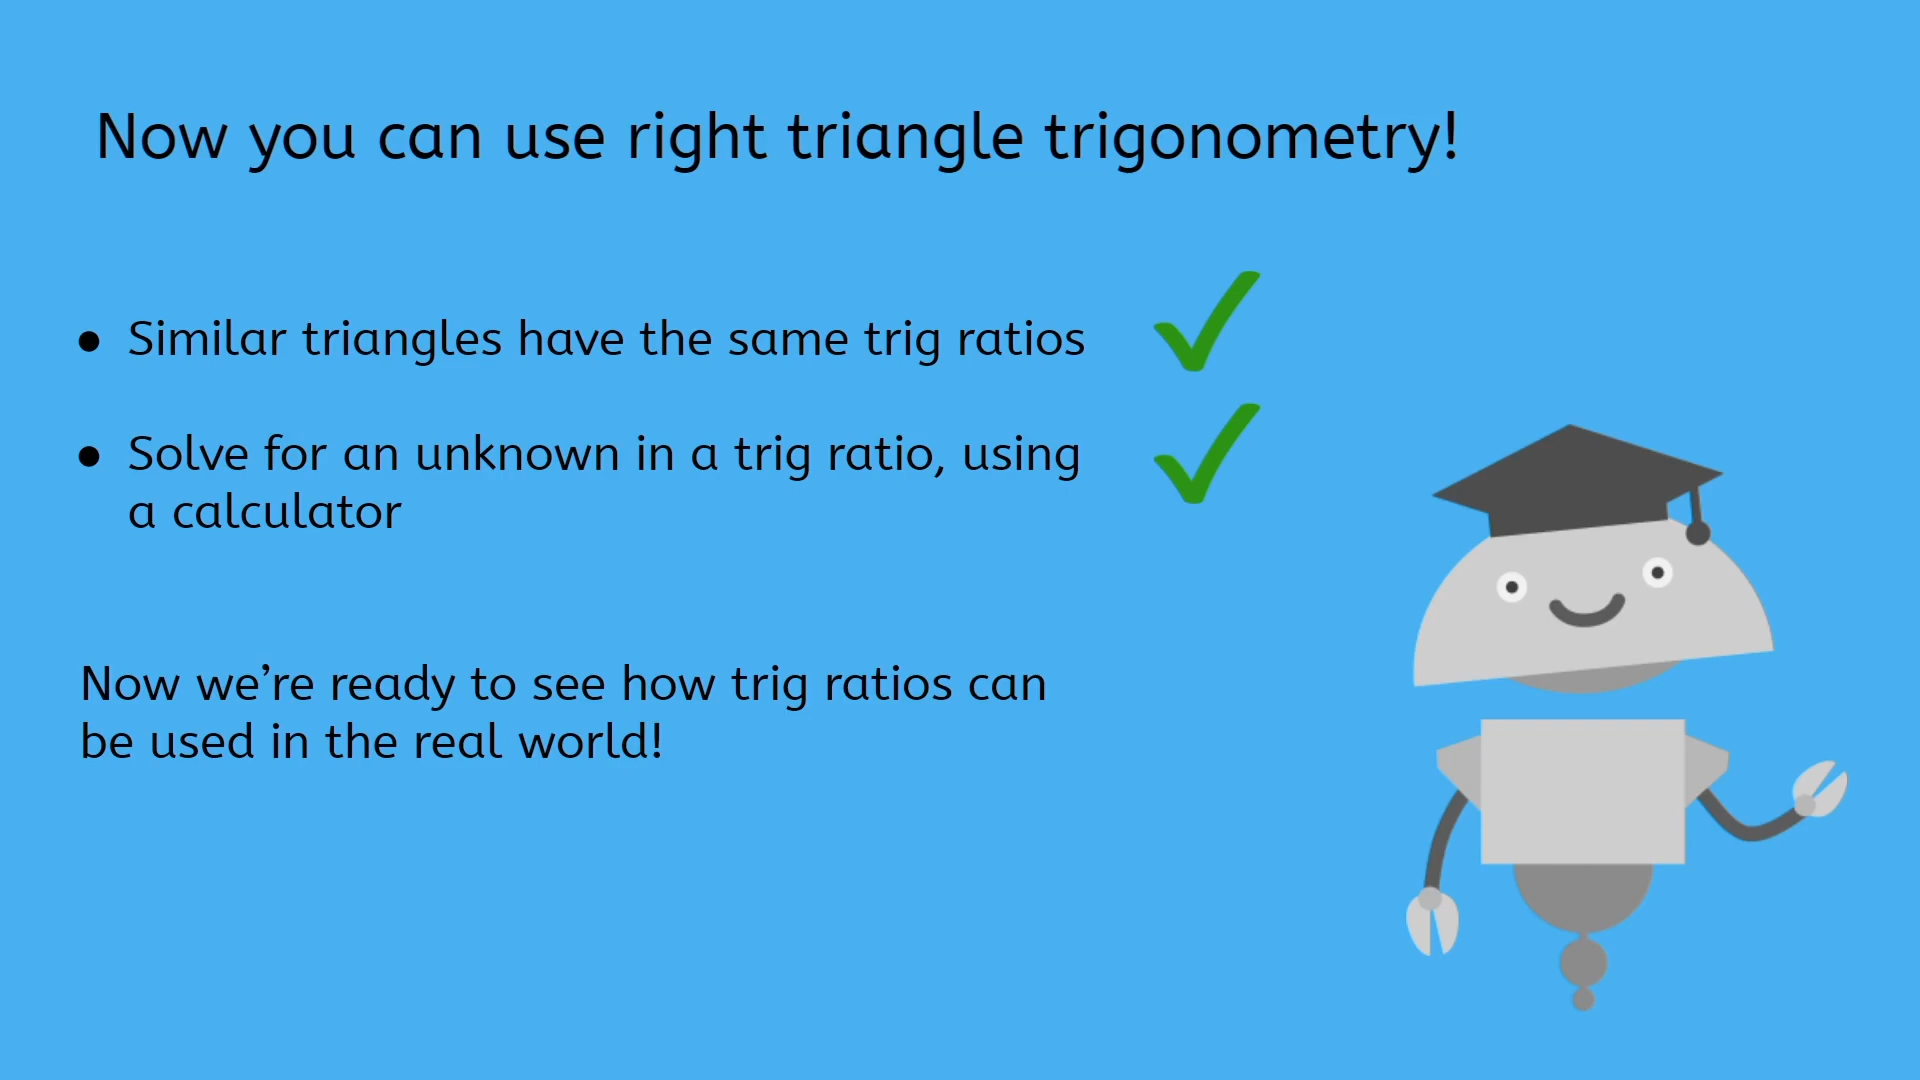 Now you can use right triangle trigonometry!
● Similar triangles have the same trig ratios
● Solve for an unknown in a trig ratio, using
a calculator
Now we’re ready to see how trig ratios can
be used in the real world!